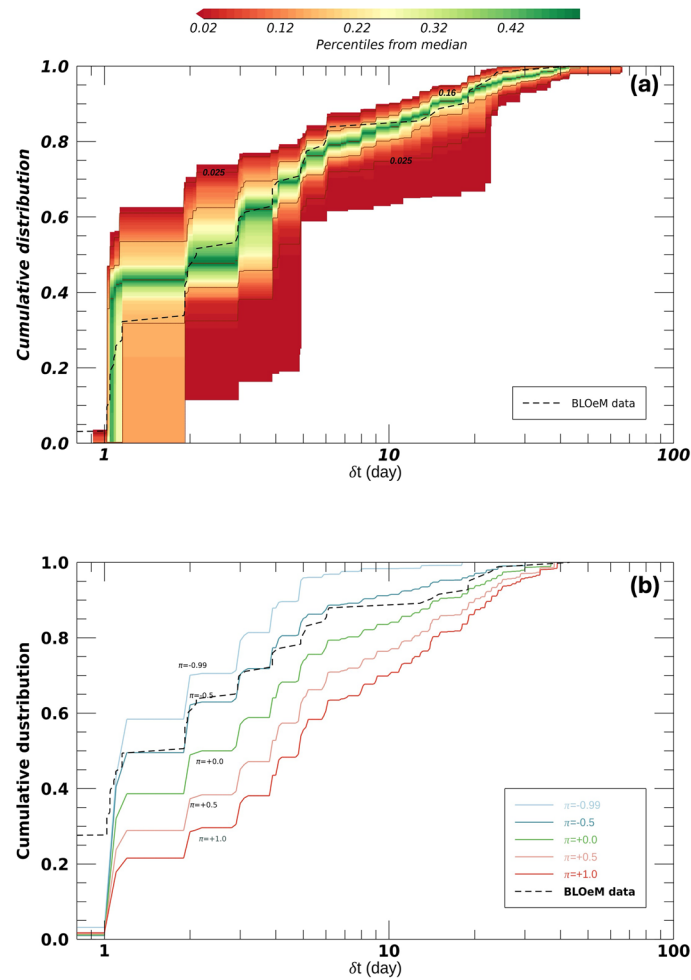 0.02 0.12 0.22 0.32 0.42
Percentiles from median
(a)
1.0
0.8
0.6
0.4
0.2
0.0
Cumulative distribution
0.16
0.025
0.025
BLOeM data
1 10 100
δt (day)
(b)
1.0
0.8
0.6
0.4
0.2
0.0
Cumulative dustribution
π=-0.99
π=-0.5
π=+0.0
π=+0.5
π=+1.0
π=-0.99
π=-0.5
π=+0.0
π=+0.5
π=+1.0
BLOeM data
1 10 100
δt (day)